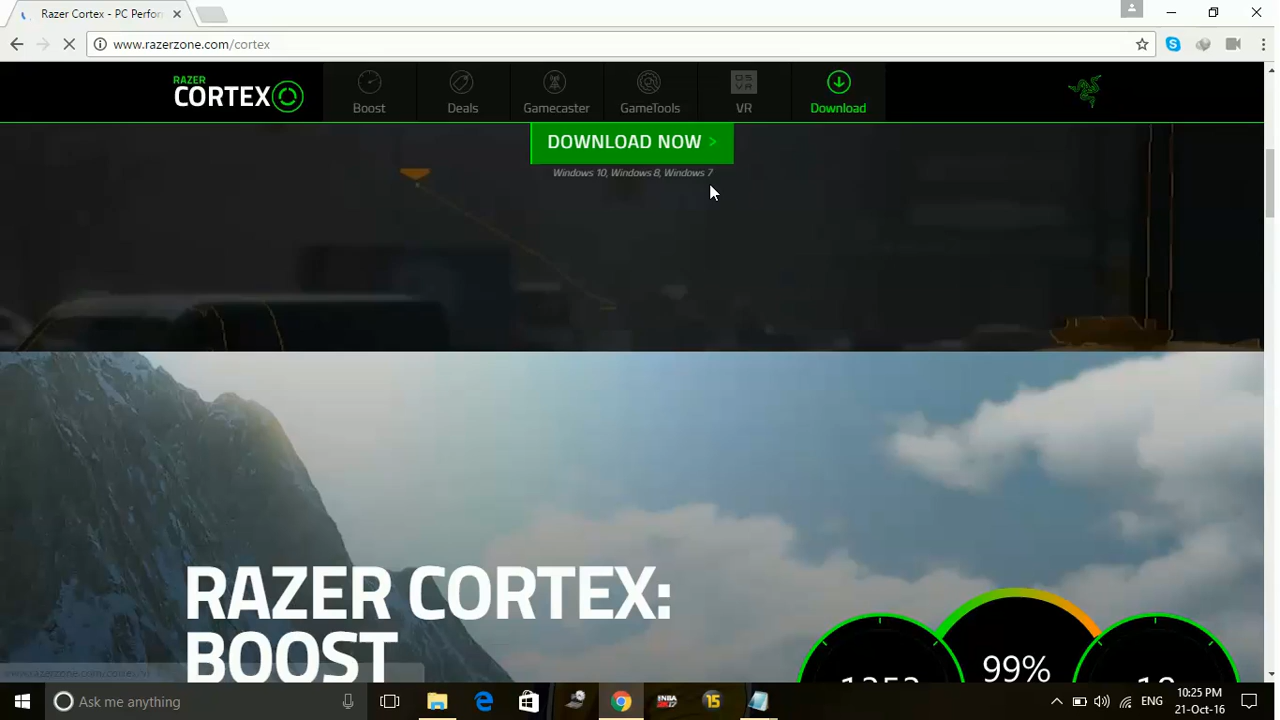 Razer Cortex - PC Perfor
www.razerzone.com/cortex
RAZER
CORTEX
Boost
Deals
Gamecaster
GameTools
VR
Download
DOWNLOAD NOW >
Windows 10, Windows 8, Windows 7
RAZER CORTEX:
BOOST
99%
Ask me anything
ENG
10:25 PM
21-Oct-16